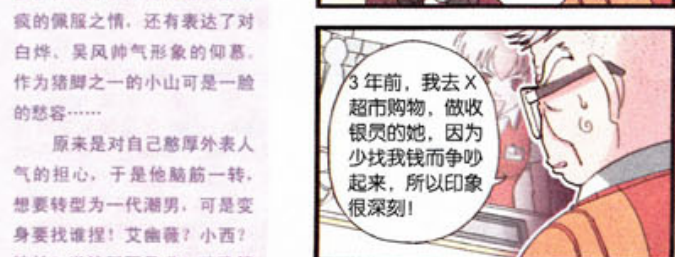 疯的佩服之情，还有表达了对
白烨、吴风帅气形象的仰慕。
作为猪脚之一的小山可是一脸
的愁容……
原来是对自己憨厚外表人
气的担心，于是他脑筋一转，
想要转型为一代潮男，可是变
身要找谁捏！艾幽薇？小西？
3年前，我去X
超市购物，做收
银员的她，因为
少找我钱而争吵
起来，所以印象
很深刻！